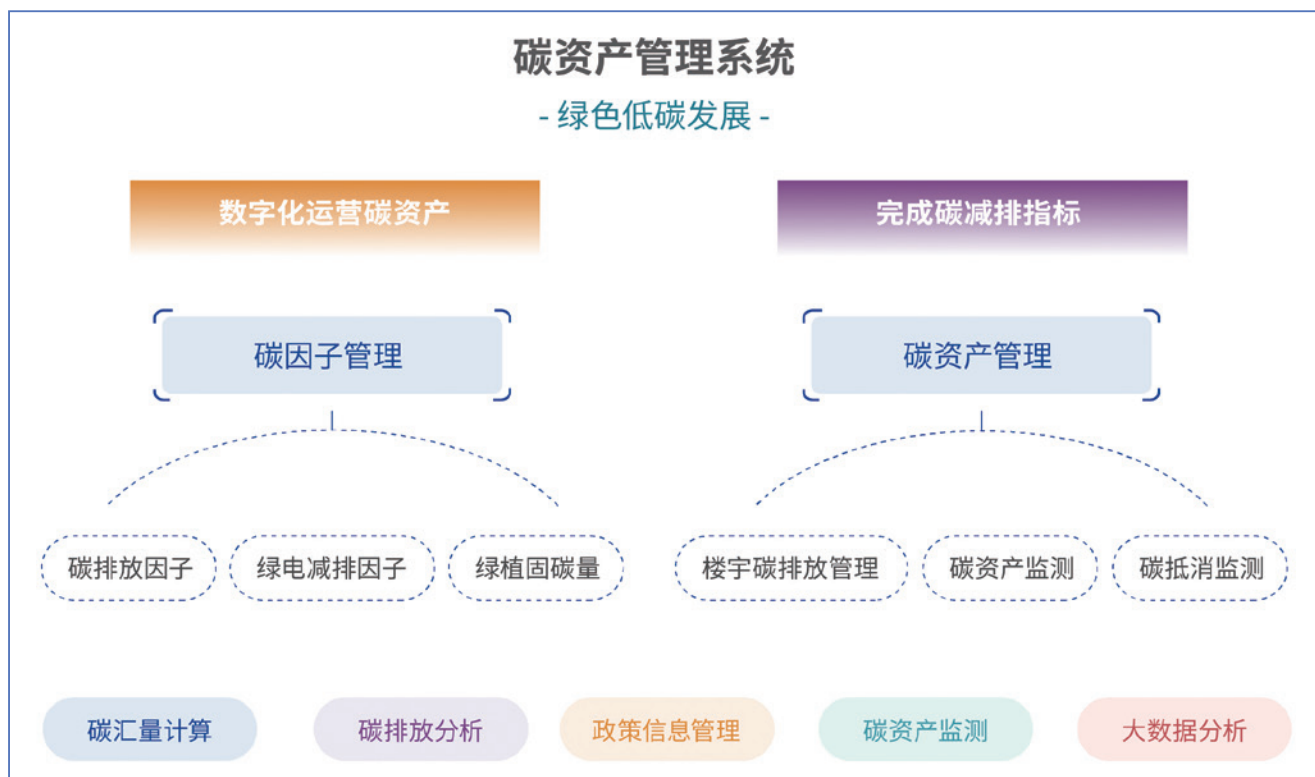 碳资产管理系统
- 绿色低碳发展 -
数字化运营碳资产
完成碳减排指标
碳因子管理
碳资产管理
碳排放因子
绿电减排因子
绿植固碳量
楼宇碳排放管理
碳资产监测
碳抵消监测
碳汇量计算
碳排放分析
政策信息管理
碳资产监测
大数据分析